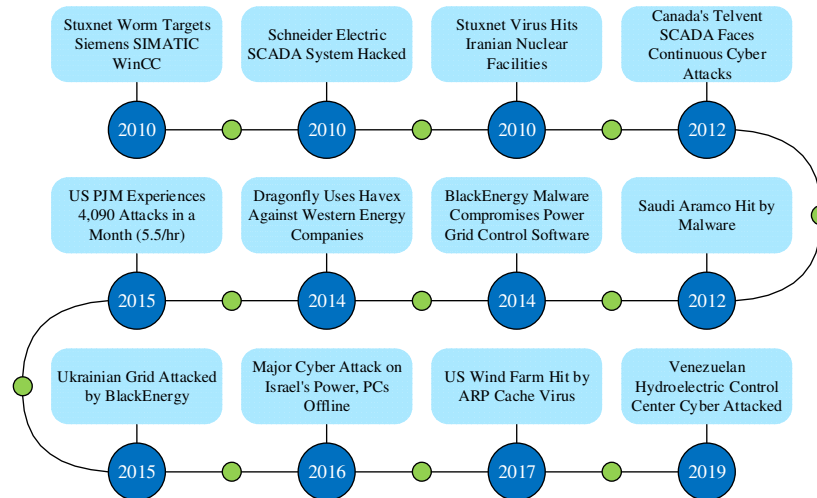 Stuxnet Worm Targets
Siemens SIMATIC
WinCC
Schneider Electric
SCADA System Hacked
Stuxnet Virus Hits
Iranian Nuclear
Facilities
Canada's Telvent
SCADA Faces
Continuous Cyber
Attacks
2010
2010
2010
2012
US PJM Experiences
4,090 Attacks in a
Month (5.5/hr)
Dragonfly Uses Havex
Against Western Energy
Companies
BlackEnergy Malware
Compromises Power
Grid Control Software
Saudi Aramco Hit by
Malware
2015
2014
2014
2012
Ukrainian Grid Attacked
by BlackEnergy
Major Cyber Attack on
Israel's Power, PCs
Offline
US Wind Farm Hit by
ARP Cache Virus
Venezuelan
Hydroelectric Control
Center Cyber Attacked
2015
2016
2017
2019